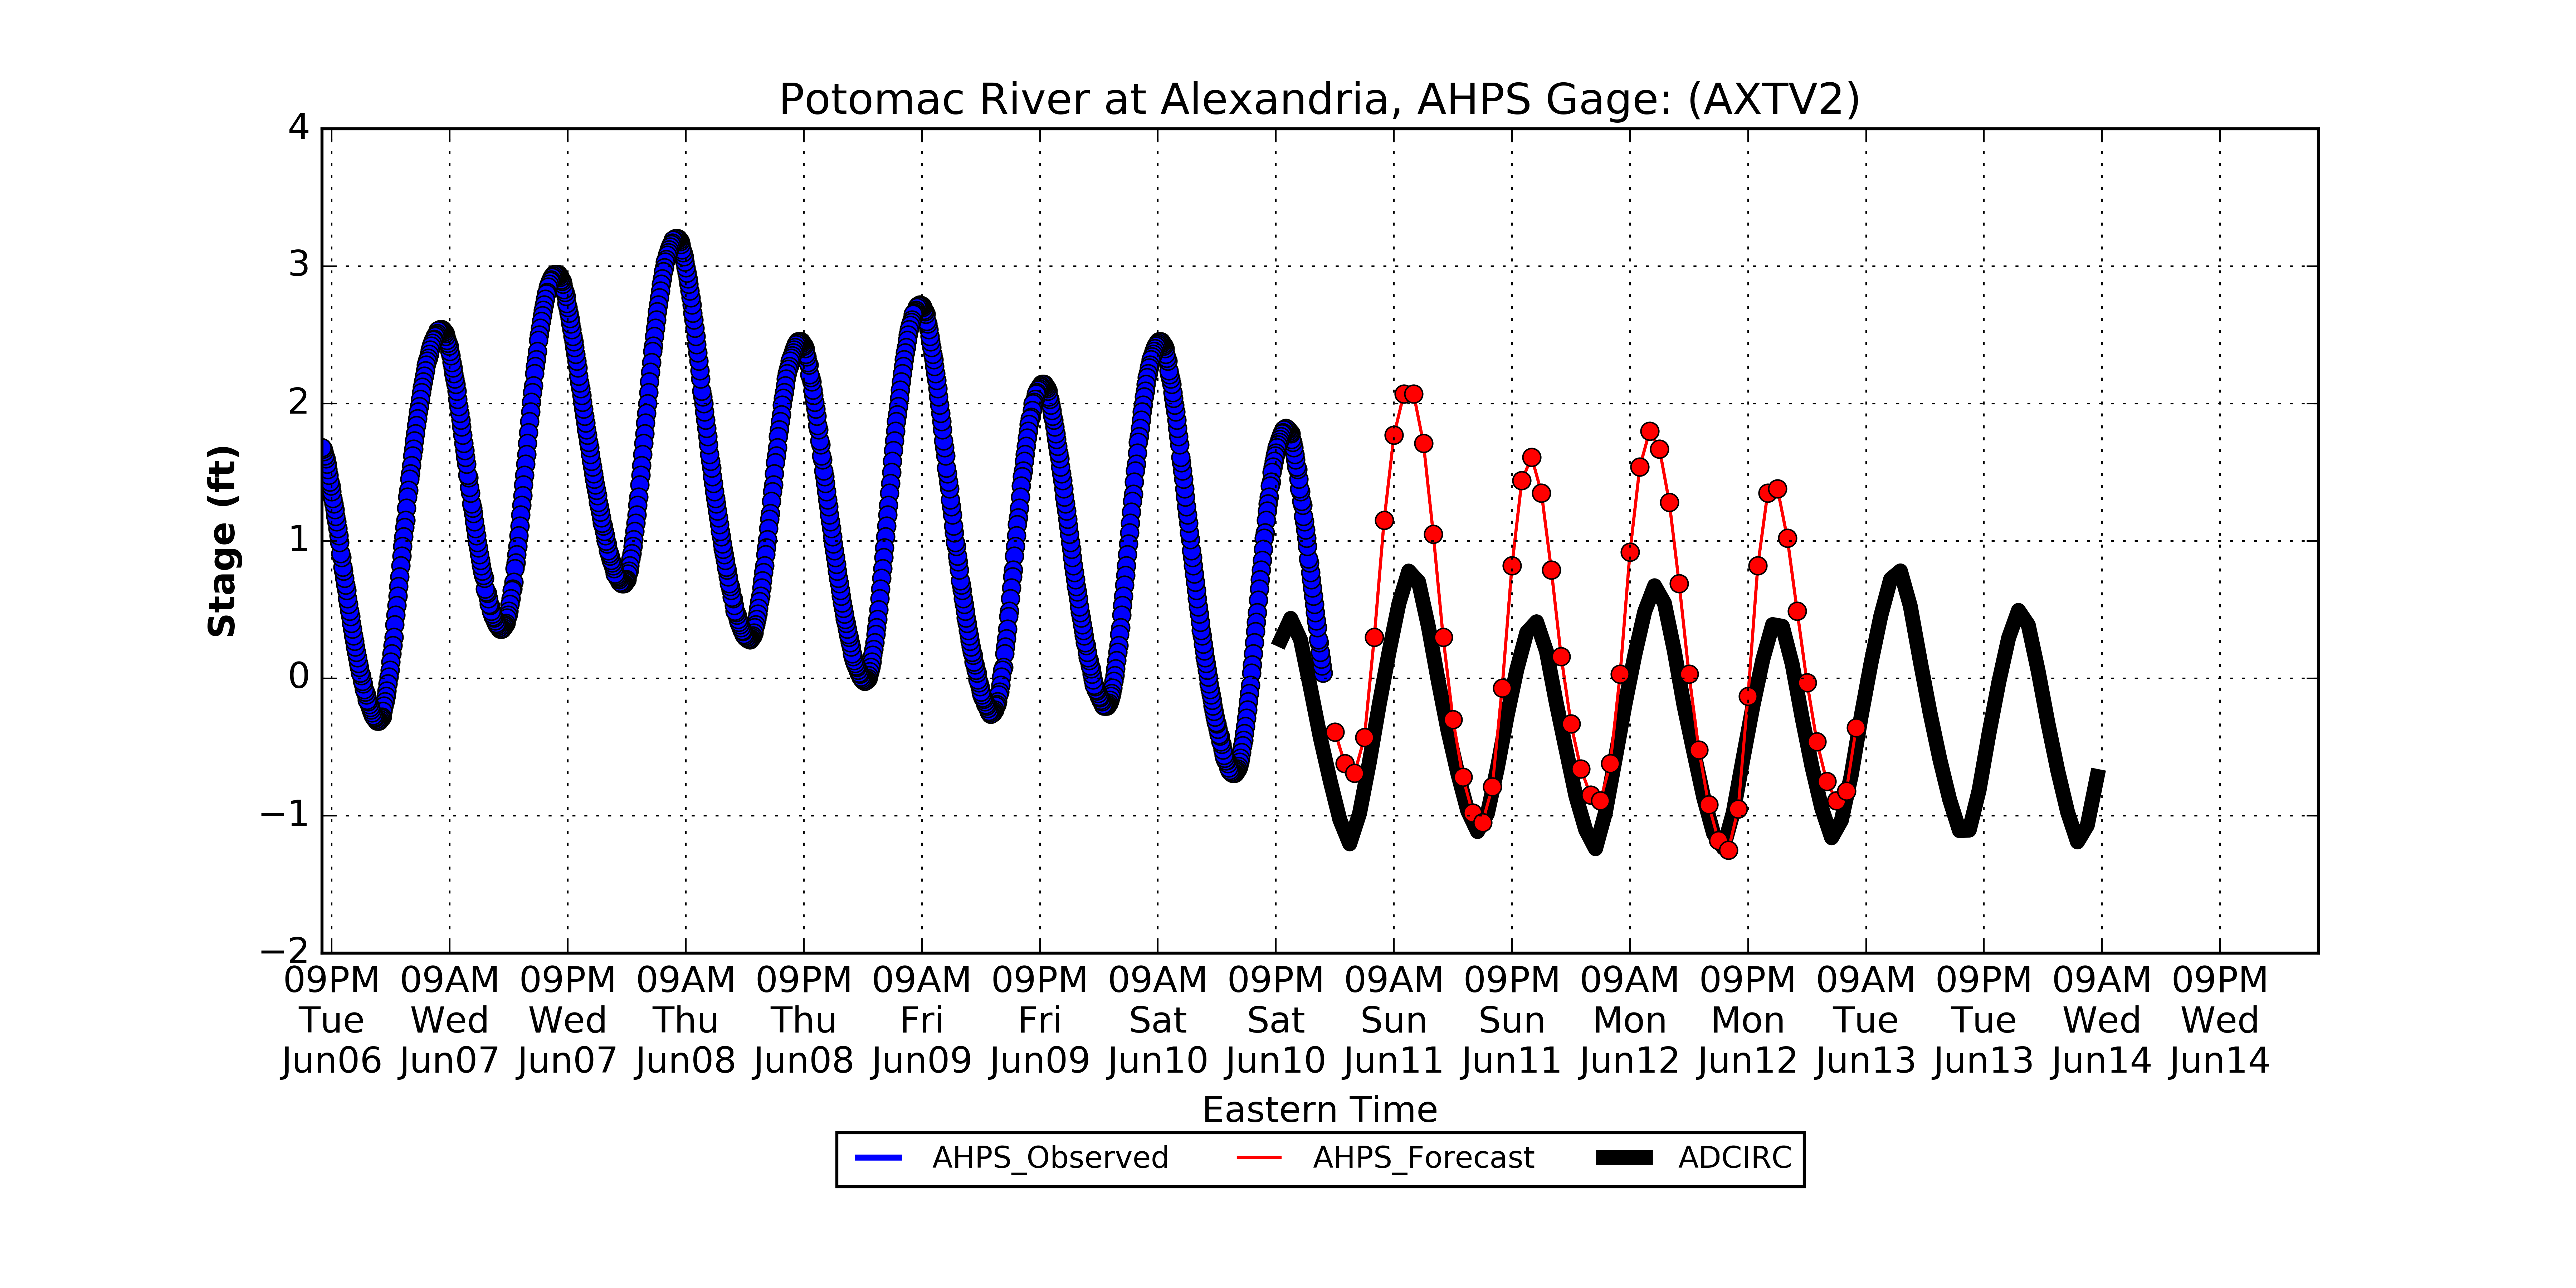 Potomac River at Alexandria, AHPS Gage: (AXTV2)
Stage (ft)
4
3
2
1
0
−1
−2
09PM 09AM 09PM 09AM 09PM 09AM 09PM 09AM 09PM 09AM 09PM 09AM 09PM 09AM 09PM 09AM 09PM
Tue Wed Wed Thu Thu Fri Fri Sat Sat Sun Sun Mon Mon Tue Tue Wed Wed
Jun06 Jun07 Jun07 Jun08 Jun08 Jun09 Jun09 Jun10 Jun10 Jun11 Jun11 Jun12 Jun12 Jun13 Jun13 Jun14 Jun14
Eastern Time
AHPS_Observed AHPS_Forecast ADCIRC